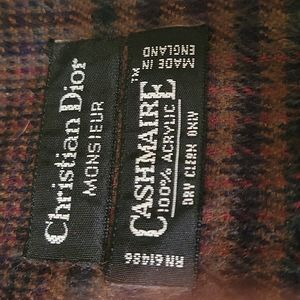 Christian Dior
MONSIEUR
CASHMAIRE™
100% ACRYLIC
MADE IN
ENGLAND
DRY CLEAN ONLY
RN 61486